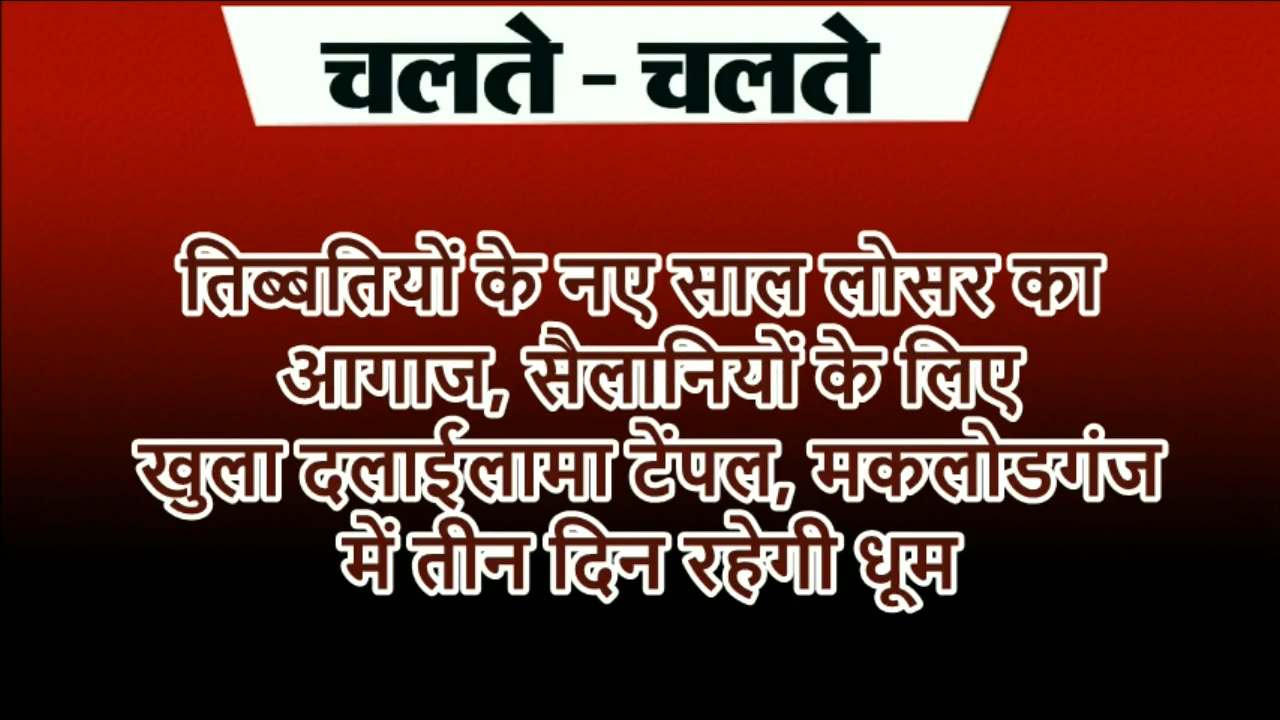 चलते - चलते
तिब्बतियों के नए साल लोसर का
आगाज, सैलानियों के लिए
खुला दलाईलामा टेंपल, मकलोडगंज
में तीन दिन रहेगी धूम